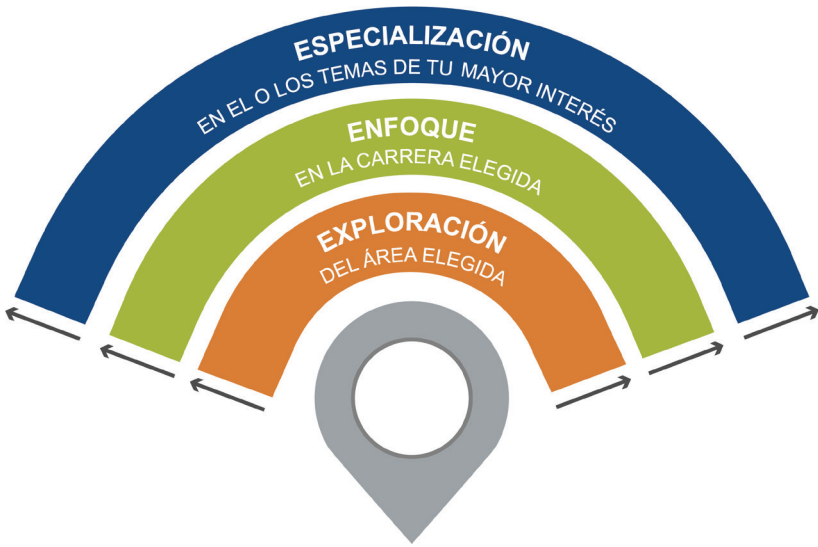 ESPECIALIZACIÓN
EN EL O LOS TEMAS DE TU MAYOR INTERÉS
ENFOQUE
EN LA CARRERA ELEGIDA
EXPLORACIÓN
DEL ÁREA ELEGIDA